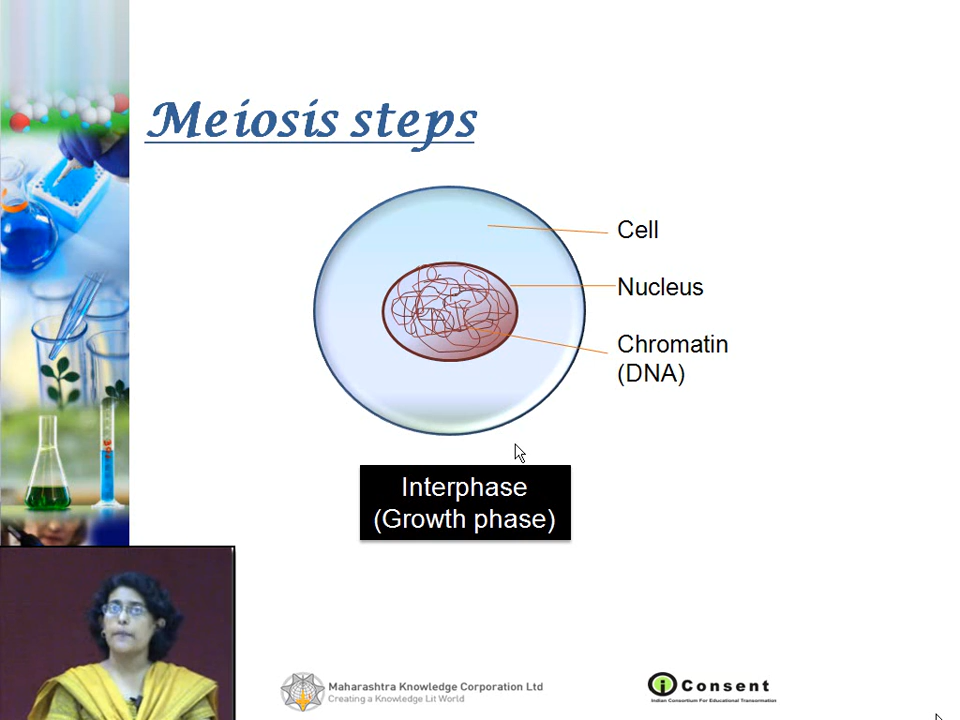 Meiosis steps
Cell
Nucleus
Chromatin
(DNA)
Interphase
(Growth phase)
Maharashtra Knowledge Corporation Ltd
Creating a Knowledge Lit World
i Consent
Indian Consortium For Educational Transformation